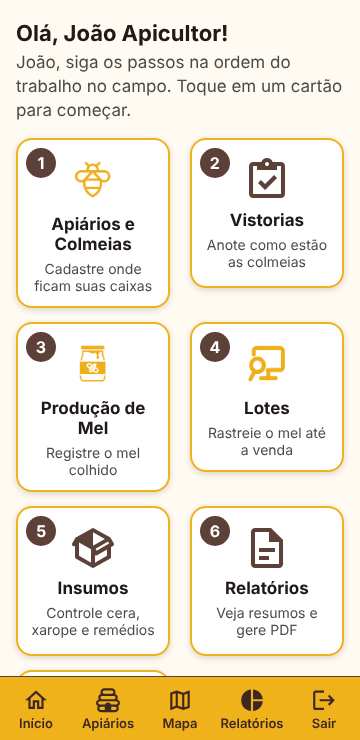 Olá, João Apicultor!
João, siga os passos na ordem do
trabalho no campo. Toque em um cartão
para começar.
1
Apiários e
Colmeias
Cadastre onde
ficam suas caixas
2
Vistorias
Anote como estão
as colmeias
3
Produção de
Mel
Registre o mel
colhido
4
Lotes
Rastreie o mel até
a venda
5
Insumos
Controle cera,
xarope e remédios
6
Relatórios
Veja resumos e
gere PDF
Início
Apiários
Mapa
Relatórios
Sair